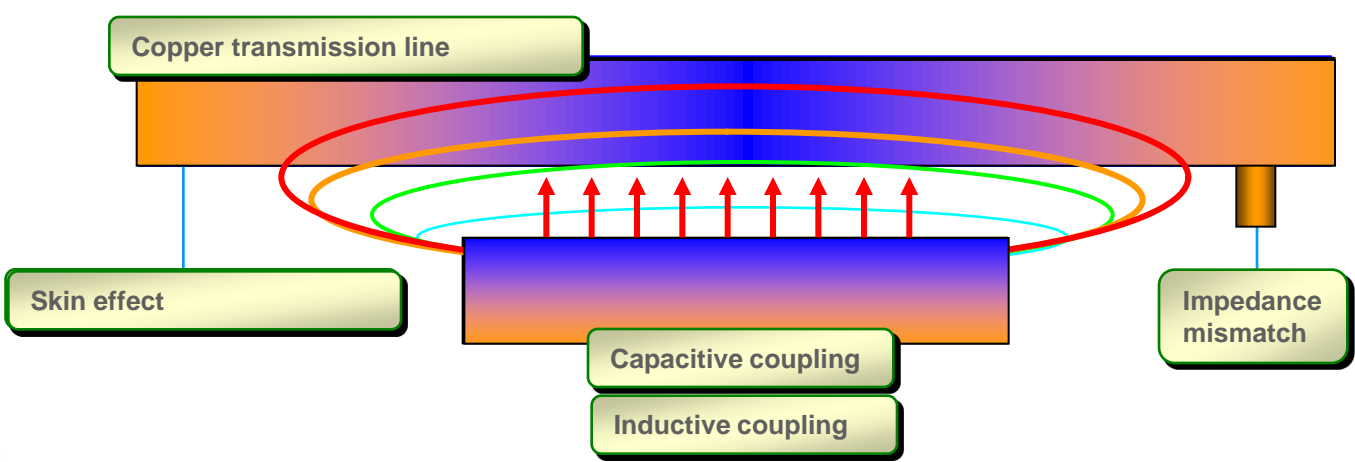 Copper transmission line
Skin effect
Impedance
mismatch
Capacitive coupling
Inductive coupling